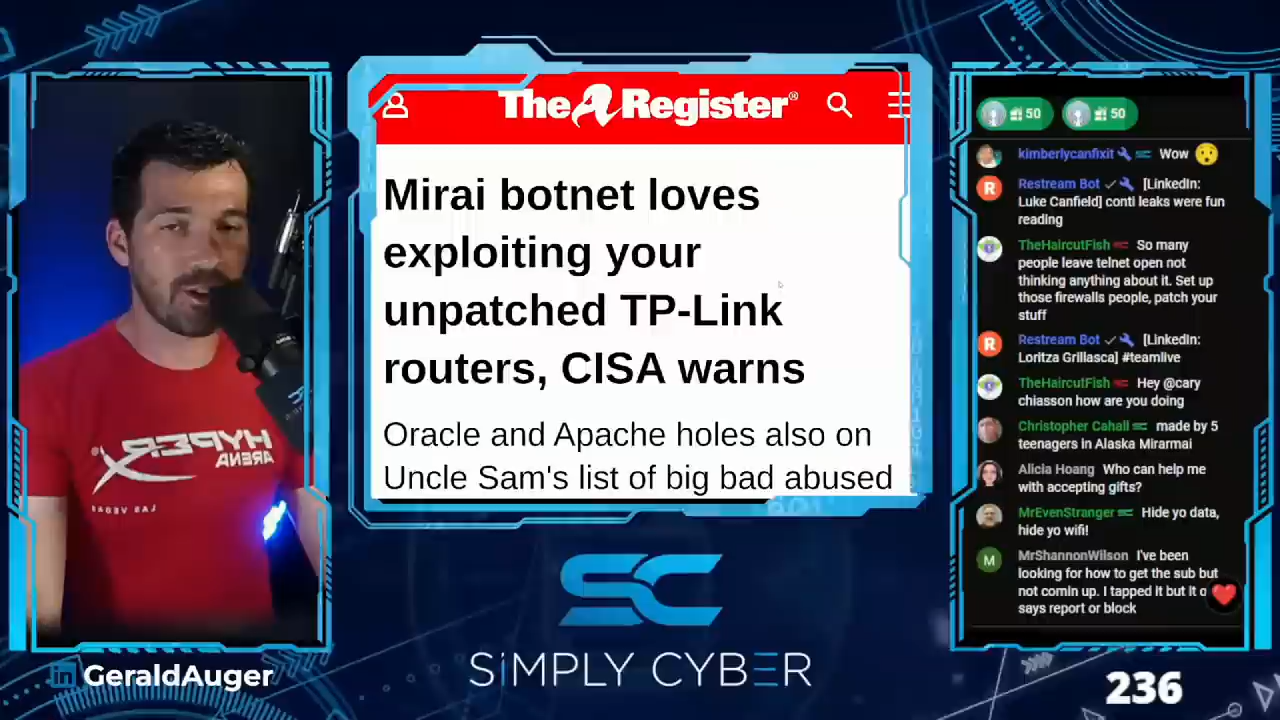 The Register®
Mirai botnet loves
exploiting your
unpatched TP-Link
routers, CISA warns
Oracle and Apache holes also on
Uncle Sam's list of big bad abused
HYPER
X
ARENA
LAS VEGAS
SC
SIMPLY CYBER
in GeraldAuger
50
50
kimberlycanfixit Wow
Restream Bot [LinkedIn:
Luke Canfield] conti leaks were fun
reading
TheHaircutFish So many
people leave telnet open not
thinking anything about it. Set up
those firewalls people, patch your
stuff
R
Restream Bot [LinkedIn:
Loritza Grillasca] #teamlive
R
TheHaircutFish Hey @cary
chiasson how are you doing
Christopher Cahall made by 5
teenagers in Alaska Mirarmai
Alicia Hoang Who can help me
with accepting gifts?
MrEvenStranger Hide yo data,
hide yo wifi!
M
MrShannonWilson I've been
looking for how to get the sub but
not comin up. I tapped it but it o
says report or block
236